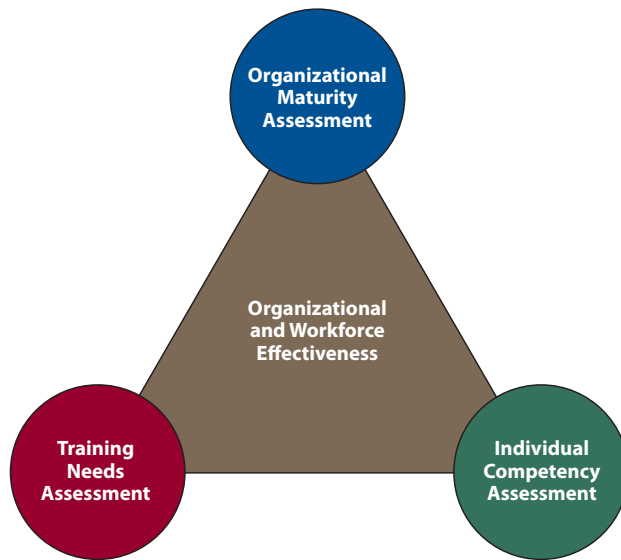 Organizational
Maturity
Assessment
Organizational
and Workforce
Effectiveness
Training
Needs
Assessment
Individual
Competency
Assessment